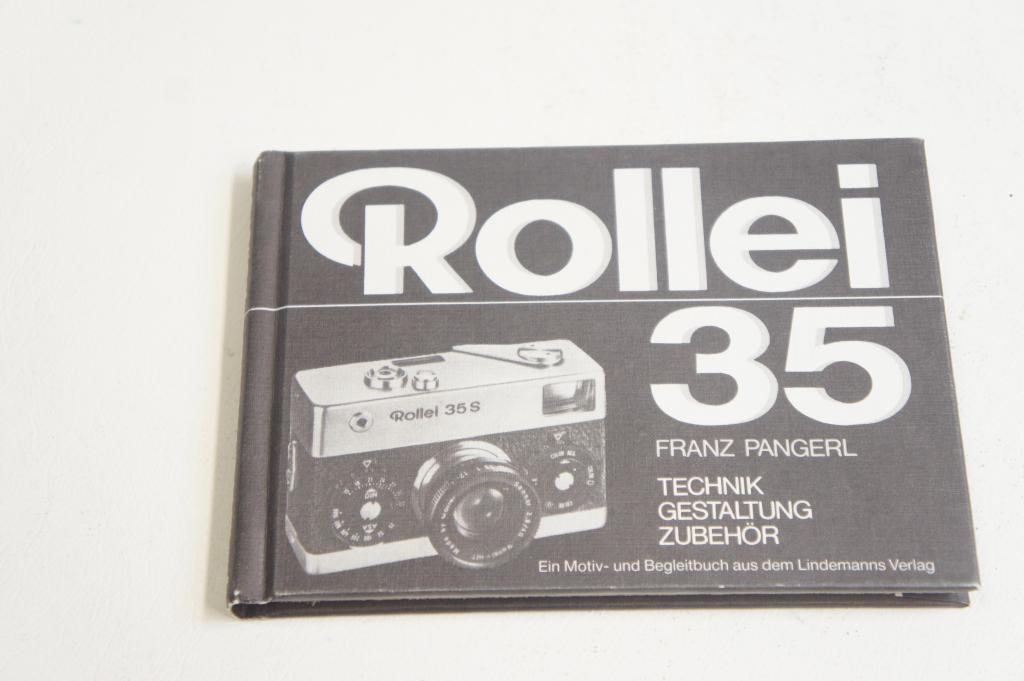 Rollei
35
Rollei 35 S
FRANZ PANGERL
TECHNIK
GESTALTUNG
ZUBEHÖR
Ein Motiv- und Begleitbuch aus dem Lindemanns Verlag